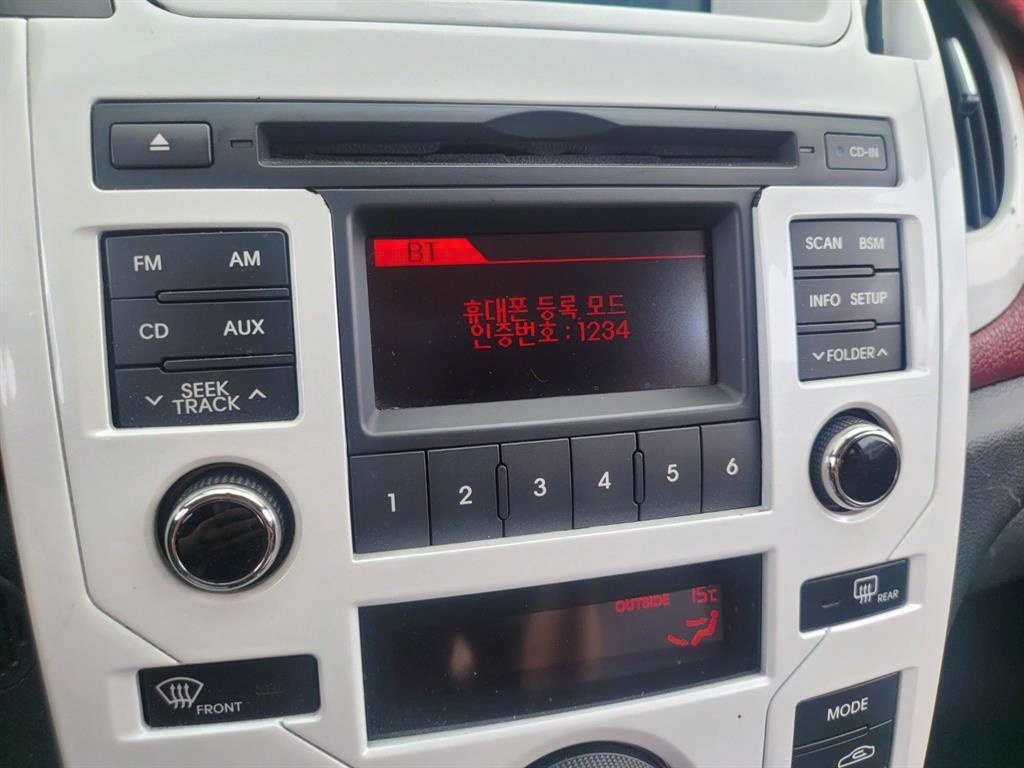 CD-IN
FM AM
CD AUX
SEEK
TRACK
BT
휴대폰 등록 모드
인증번호 : 1234
SCAN BSM
INFO SETUP
FOLDER
1 2 3 4 5 6
OUTSIDE 15℃
REAR
FRONT
MODE